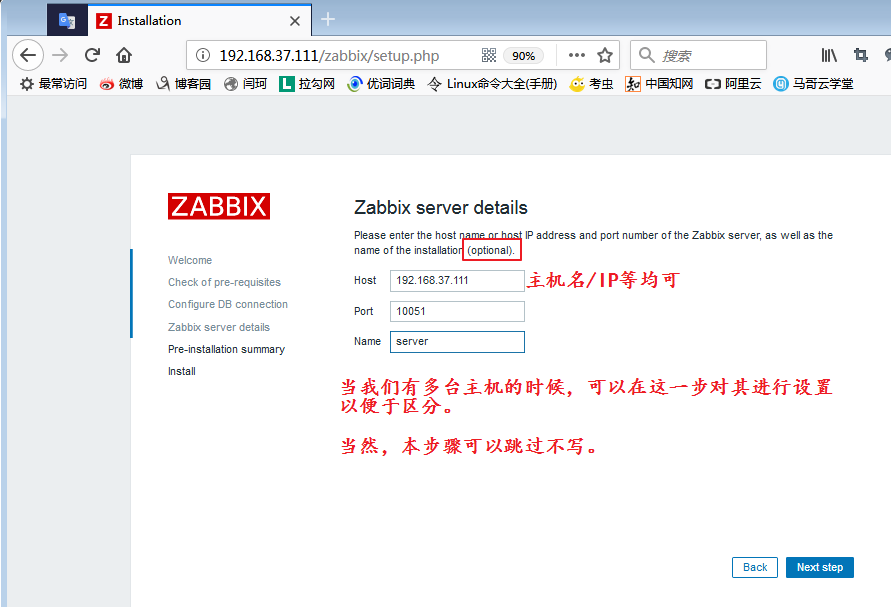 Installation
192.168.37.111/zabbix/setup.php
90%
搜索
最常访问 微博 博客园 闫珂 拉勾网 优词词典 Linux命令大全(手册) 考虫 中国知网 阿里云 马哥云学堂
ZABBIX
Welcome
Check of pre-requisites
Configure DB connection
Zabbix server details
Pre-installation summary
Install
Zabbix server details
Please enter the host name or host IP address and port number of the Zabbix server, as well as the
name of the installation (optional).
Host 192.168.37.111 主机名/IP等均可
Port 10051
Name server
当我们有多台主机的时候，可以在这一步对其进行设置
以便于区分。
当然，本步骤可以跳过不写。
Back Next step